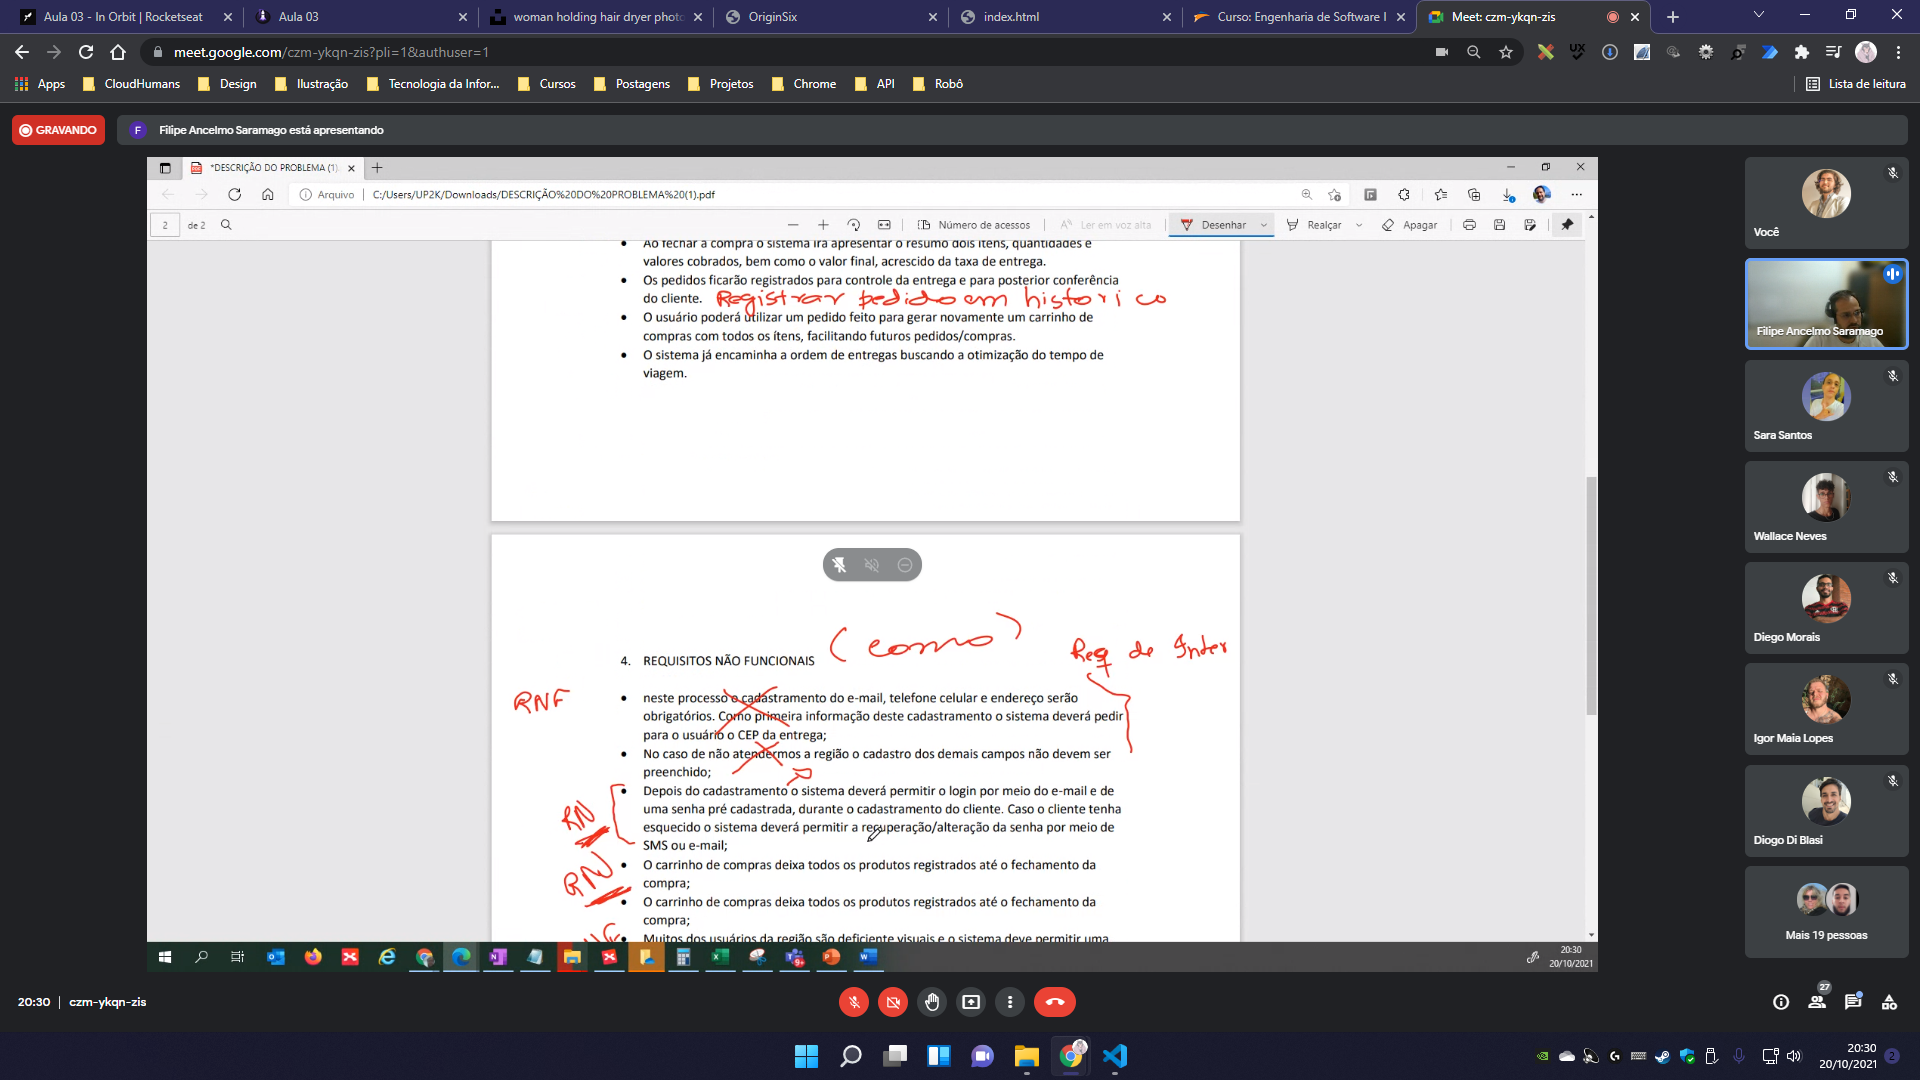 Aula 03 - In Orbit | Rocketseat
Aula 03
woman holding hair dryer photo
OriginSix
index.html
Curso: Engenharia de Software I
Meet: czm-ykqn-zis
meet.google.com/czm-ykqn-zis?pli=1&authuser=1
Apps
CloudHumans
Design
Ilustração
Tecnologia da Infor...
Cursos
Postagens
Projetos
Chrome
API
Robô
Lista de leitura
GRAVANDO
F
Filipe Ancelmo Saramago está apresentando
*DESCRIÇÃO DO PROBLEMA (1)
Arquivo
C:/Users/UP2K/Downloads/DESCRIÇÃO%20DO%20PROBLEMA%20(1).pdf
2
de 2
Número de acessos
Ler em voz alta
Desenhar
Realçar
Apagar
Ao fechar a compra o sistema irá apresentar o resumo dois itens, quantidades e
valores cobrados, bem como o valor final, acrescido da taxa de entrega.
Os pedidos ficarão registrados para controle da entrega e para posterior conferência
do cliente. Registrar pedido em historico
O usuário poderá utilizar um pedido feito para gerar novamente um carrinho de
compras com todos os ítens, facilitando futuros pedidos/compras.
O sistema já encaminha a ordem de entregas buscando a otimização do tempo de
viagem.
4. REQUISITOS NÃO FUNCIONAIS (como)
Req de Inter
RNF
neste processo o cadastramento do e-mail, telefone celular e endereço serão
obrigatórios. Como primeira informação deste cadastramento o sistema deverá pedir
para o usuário o CEP da entrega;
No caso de não atendermos a região o cadastro dos demais campos não devem ser
preenchido;
RN
Depois do cadastramento o sistema deverá permitir o login por meio do e-mail e de
uma senha pré cadastrada, durante o cadastramento do cliente. Caso o cliente tenha
esquecido o sistema deverá permitir a recuperação/alteração da senha por meio de
SMS ou e-mail;
RN
O carrinho de compras deixa todos os produtos registrados até o fechamento da
compra;
O carrinho de compras deixa todos os produtos registrados até o fechamento da
compra;
Muitos dos usuários da região são deficiente visuais e o sistema deve permitir uma
20:30
20/10/2021
Você
Filipe Ancelmo Saramago
Sara Santos
Wallace Neves
Diego Morais
Igor Maia Lopes
Diogo Di Blasi
Mais 19 pessoas
20:30 | czm-ykqn-zis
27
20:30
20/10/2021
2